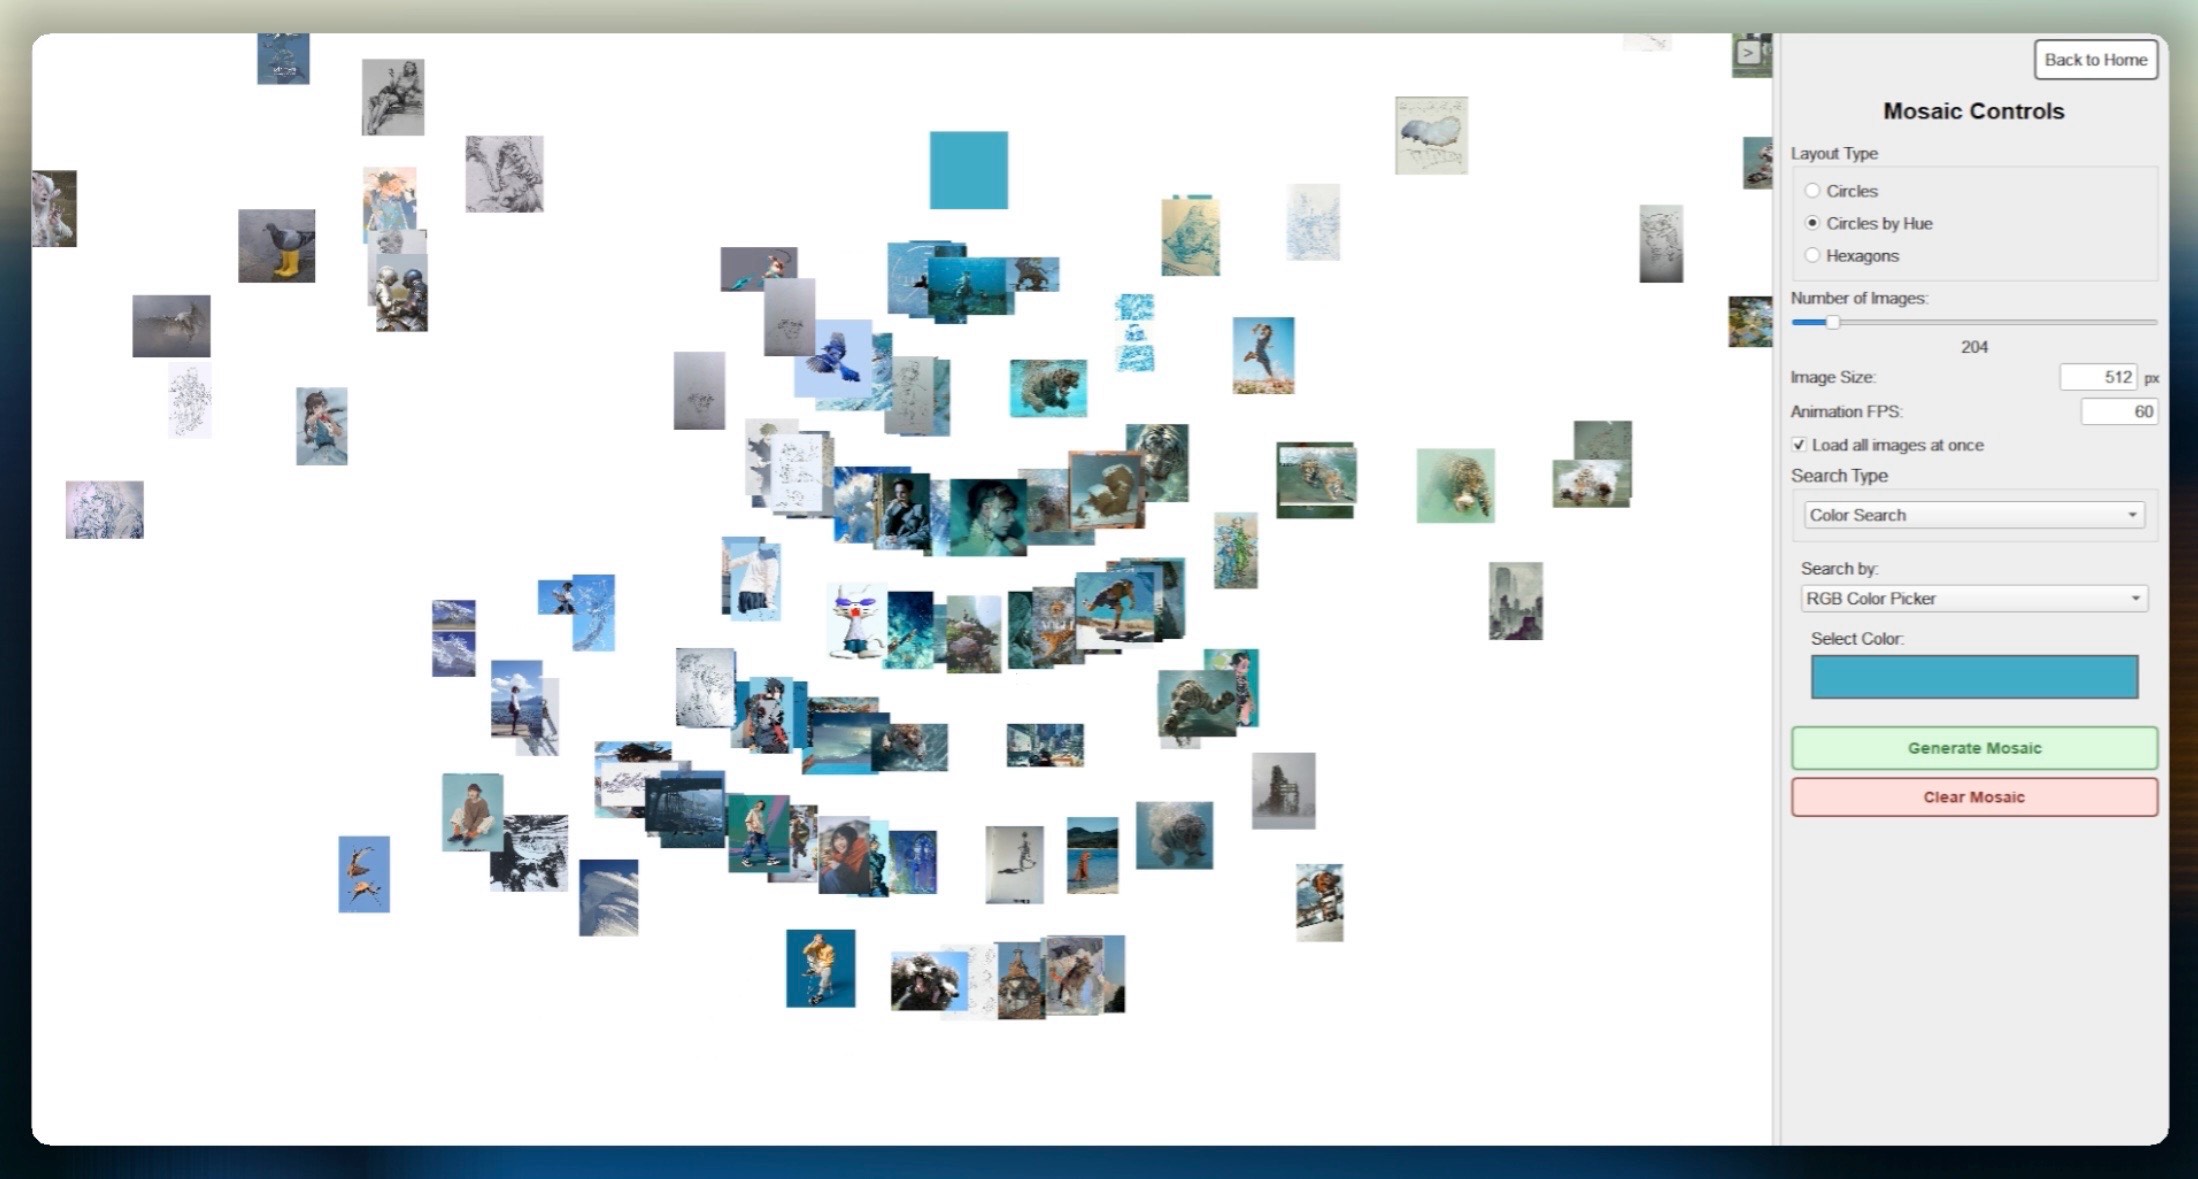 >
Back to Home
Mosaic Controls
Layout Type
Circles
Circles by Hue
Hexagons
Number of Images:
204
Image Size: 512 px
Animation FPS: 60
Load all images at once
Search Type
Color Search
Search by:
RGB Color Picker
Select Color:
Generate Mosaic
Clear Mosaic